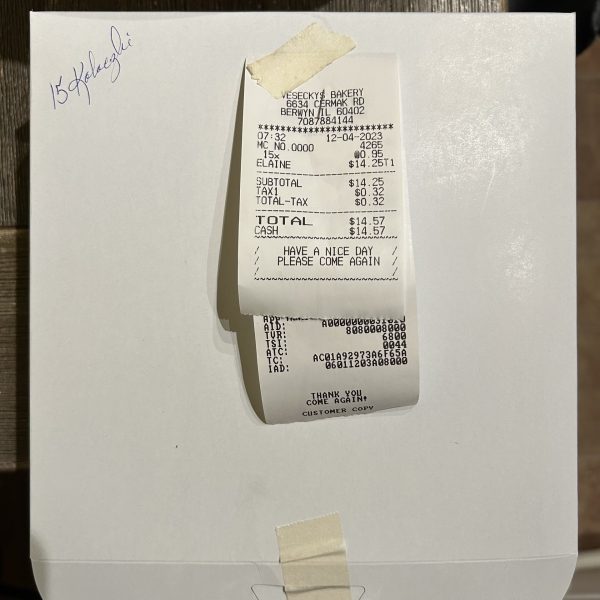 15 Kolaczki
VESECKYS BAKERY
6634 CERMAK RD
BERWYN IL 60402
7087884144
********************************
07:32 12-04-2023
MC NO.0000 4265
15x @0.95
ELAINE $14.25T1
--------------------------------
SUBTOTAL $14.25
TAX1 $0.32
TOTAL-TAX $0.32
--------------------------------
TOTAL $14.57
CASH $14.57
~~~~~~~~~~~~~~~~~~~~~~~~~~~~~~~~
/ HAVE A NICE DAY /
/ PLEASE COME AGAIN /
/ /
~~~~~~~~~~~~~~~~~~~~~~~~~~~~~~~~
AID:
TVR: 8080008000
TSI: 6800
ATC: 0044
TC: AC01A92973A6F65A
IAD: 06011203A08000
THANK YOU
COME AGAIN!
CUSTOMER COPY